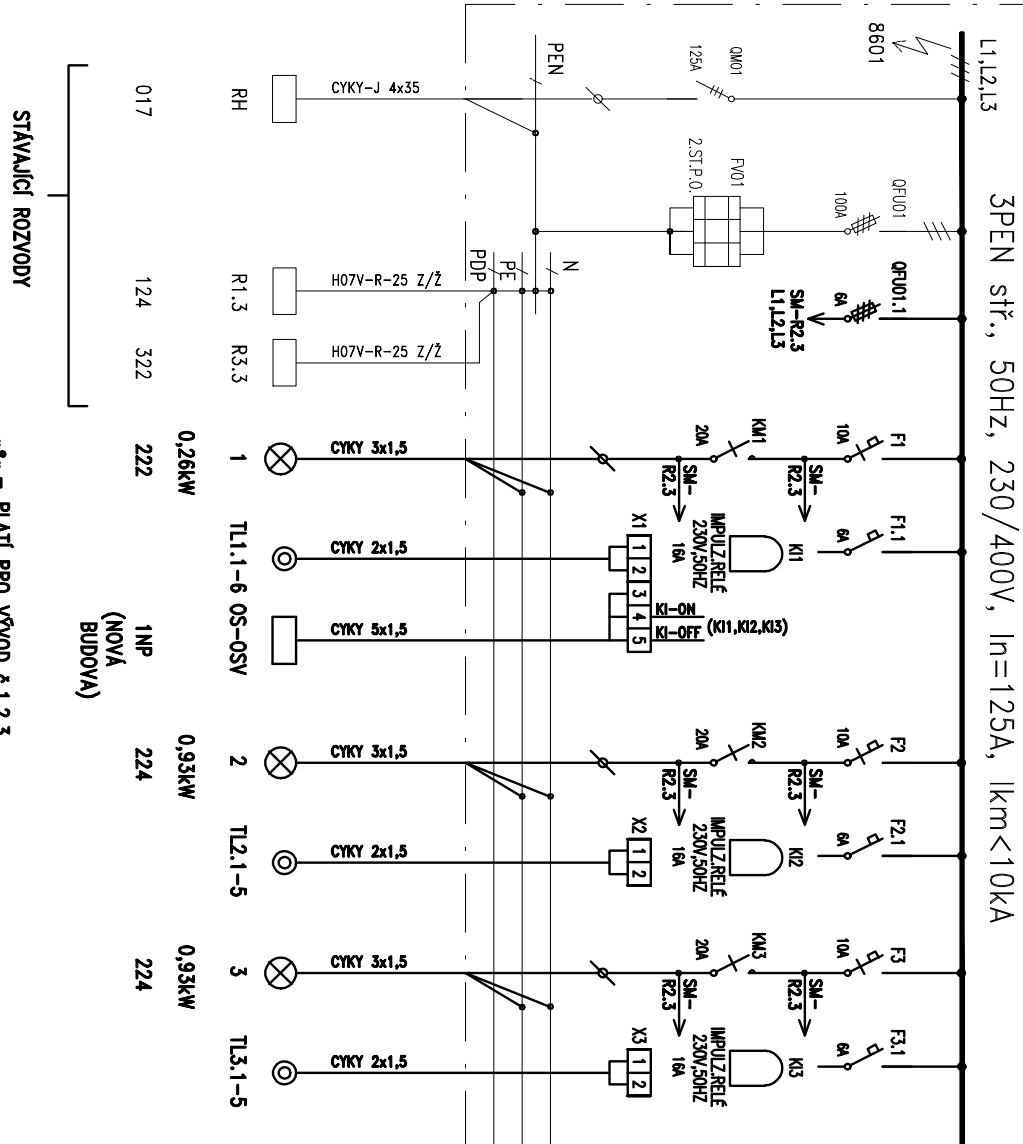 3PEN stř., 50Hz, 230/400V, In=125A, Ikm<10kA
L1,L2,L3
8601
QM01
125A
PEN
CYKY-J 4x35
RH
017
QFU01
100A
FV01
2.ST.P.O.
QFU01.1
6A
SM-R2.3
L1,L2,L3
N
PE
PDP
H07V-R-25 Z/Ž
R1.3
124
H07V-R-25 Z/Ž
R3.3
322
STÁVAJÍCÍ ROZVODY
F1
10A
SM-
R2.3
KM1
20A
SM-
R2.3
CYKY 3x1,5
1
0,26kW
222
F1.1
6A
KI1
IMPULZ.RELÉ
230V,50HZ
16A
X1
1 2 3 4 5
KI-ON
KI-OFF
(KI1,KI2,KI3)
CYKY 2x1,5
TL1.1-6
CYKY 5x1,5
OS-OSV
1NP
(NOVÁ
BUDOVA)
F2
10A
SM-
R2.3
KM2
20A
SM-
R2.3
CYKY 3x1,5
2
0,93kW
224
F2.1
6A
KI2
IMPULZ.RELÉ
230V,50HZ
16A
X2
1 2
CYKY 2x1,5
TL2.1-5
F3
10A
SM-
R2.3
KM3
20A
SM-
R2.3
CYKY 3x1,5
3
0,93kW
224
F3.1
6A
KI3
IMPULZ.RELÉ
230V,50HZ
16A
X3
1 2
CYKY 2x1,5
TL3.1-5
- PLATÍ PRO VÝVOD č.1,2,3